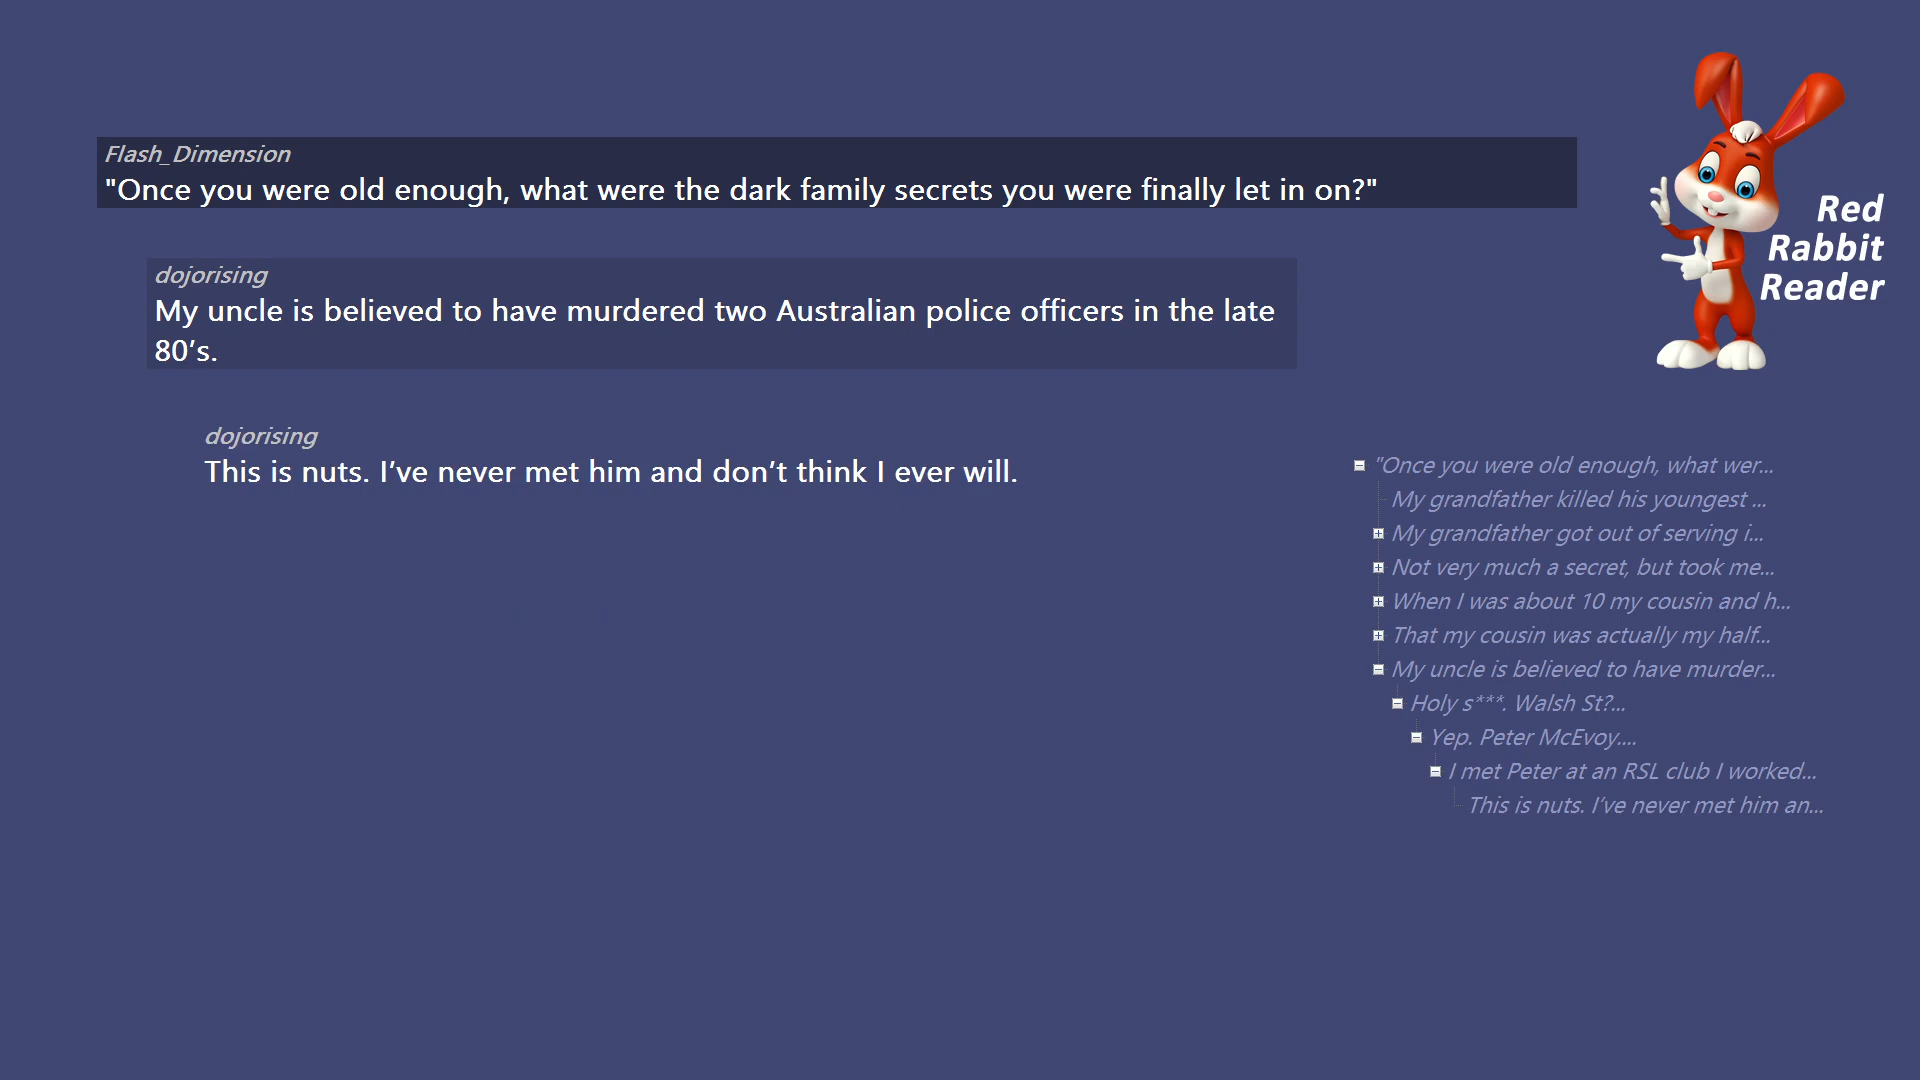 Flash_Dimension
"Once you were old enough, what were the dark family secrets you were finally let in on?"
dojorising
My uncle is believed to have murdered two Australian police officers in the late
80's.
dojorising
This is nuts. I've never met him and don't think I ever will.
Red
Rabbit
Reader
"Once you were old enough, what wer...
My grandfather killed his youngest ...
My grandfather got out of serving i...
Not very much a secret, but took me...
When I was about 10 my cousin and h...
That my cousin was actually my half...
My uncle is believed to have murder...
Holy s***. Walsh St?...
Yep. Peter McEvoy....
I met Peter at an RSL club I worked...
This is nuts. I've never met him an...